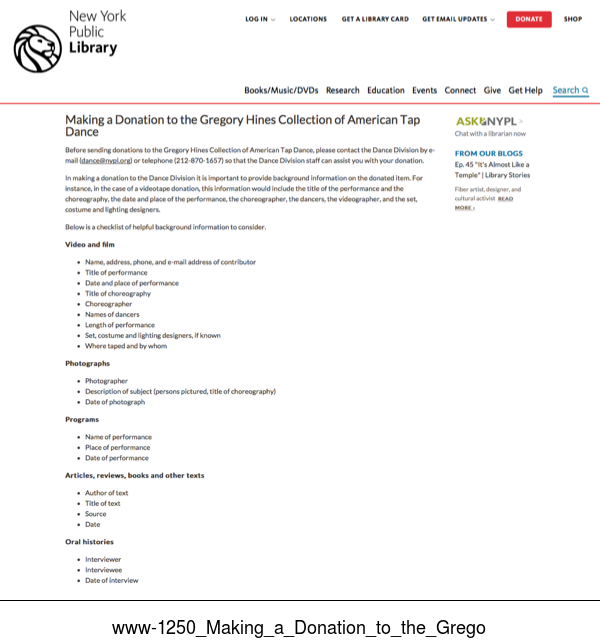 New York
Public
Library
LOG IN
LOCATIONS
GET A LIBRARY CARD
GET EMAIL UPDATES
DONATE
SHOP
Books/Music/DVDs Research Education Events Connect Give Get Help Search
Making a Donation to the Gregory Hines Collection of American Tap
Dance
Before sending donations to the Gregory Hines Collection of American Tap Dance, please contact the Dance Division by e-
mail (dance@nypl.org) or telephone (212-870-1657) so that the Dance Division staff can assist you with your donation.
In making a donation to the Dance Division it is important to provide background information on the donated item. For
instance, in the case of a videotape donation, this information would include the title of the performance and the
choreography, the date and place of the performance, the choreographer, the dancers, the videographer, and the set,
costume and lighting designers.
Below is a checklist of helpful background information to consider.
Video and film
• Name, address, phone, and e-mail address of contributor
• Title of performance
• Date and place of performance
• Title of choreography
• Choreographer
• Names of dancers
• Length of performance
• Set, costume and lighting designers, if known
• Where taped and by whom
Photographs
• Photographer
• Description of subject (persons pictured, title of choreography)
• Date of photograph
Programs
• Name of performance
• Place of performance
• Date of performance
Articles, reviews, books and other texts
• Author of text
• Title of text
• Source
• Date
Oral histories
• Interviewer
• Interviewee
• Date of interview
ASK NYPL >
Chat with a librarian now
FROM OUR BLOGS
Ep. 45 "It's Almost Like a
Temple" | Library Stories
Fiber artist, designer, and
cultural activist READ
MORE ›
www-1250_Making_a_Donation_to_the_Grego